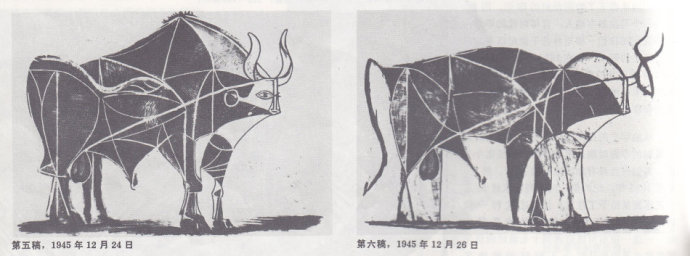 第五稿，1945 年 12 月 24 日
第六稿，1945 年 12 月 26 日